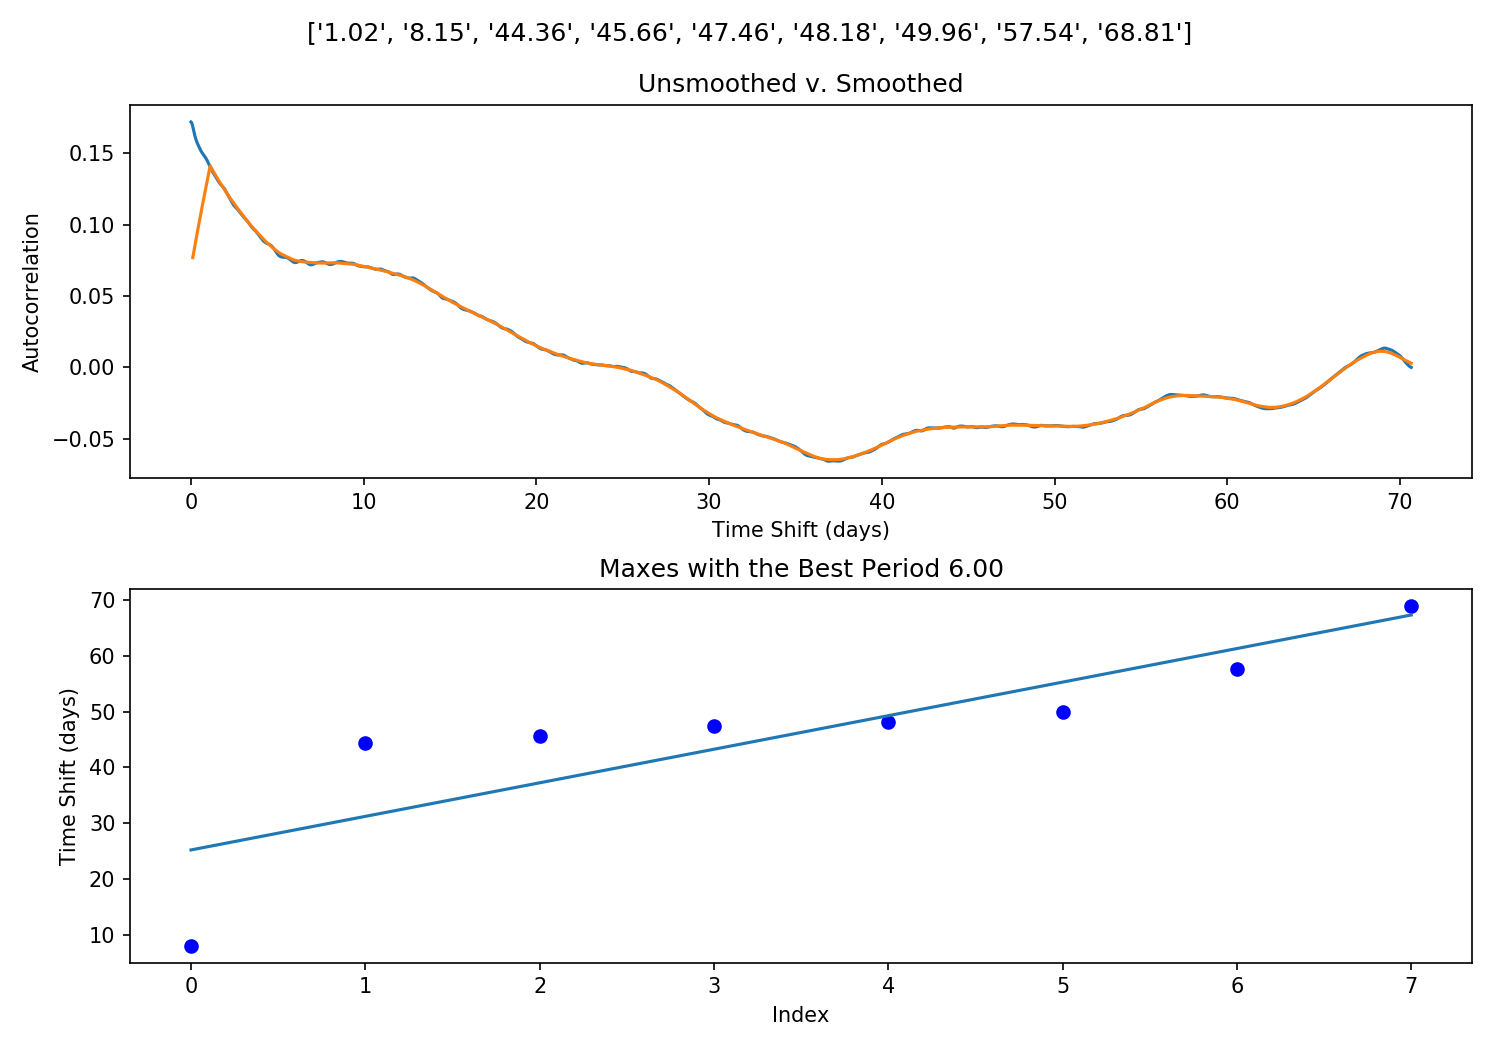 ['1.02', '8.15', '44.36', '45.66', '47.46', '48.18', '49.96', '57.54', '68.81']
Unsmoothed v. Smoothed
Autocorrelation
0.15
0.10
0.05
0.00
−0.05
0 10 20 30 40 50 60 70
Time Shift (days)
Maxes with the Best Period 6.00
Time Shift (days)
70
60
50
40
30
20
10
0 1 2 3 4 5 6 7
Index